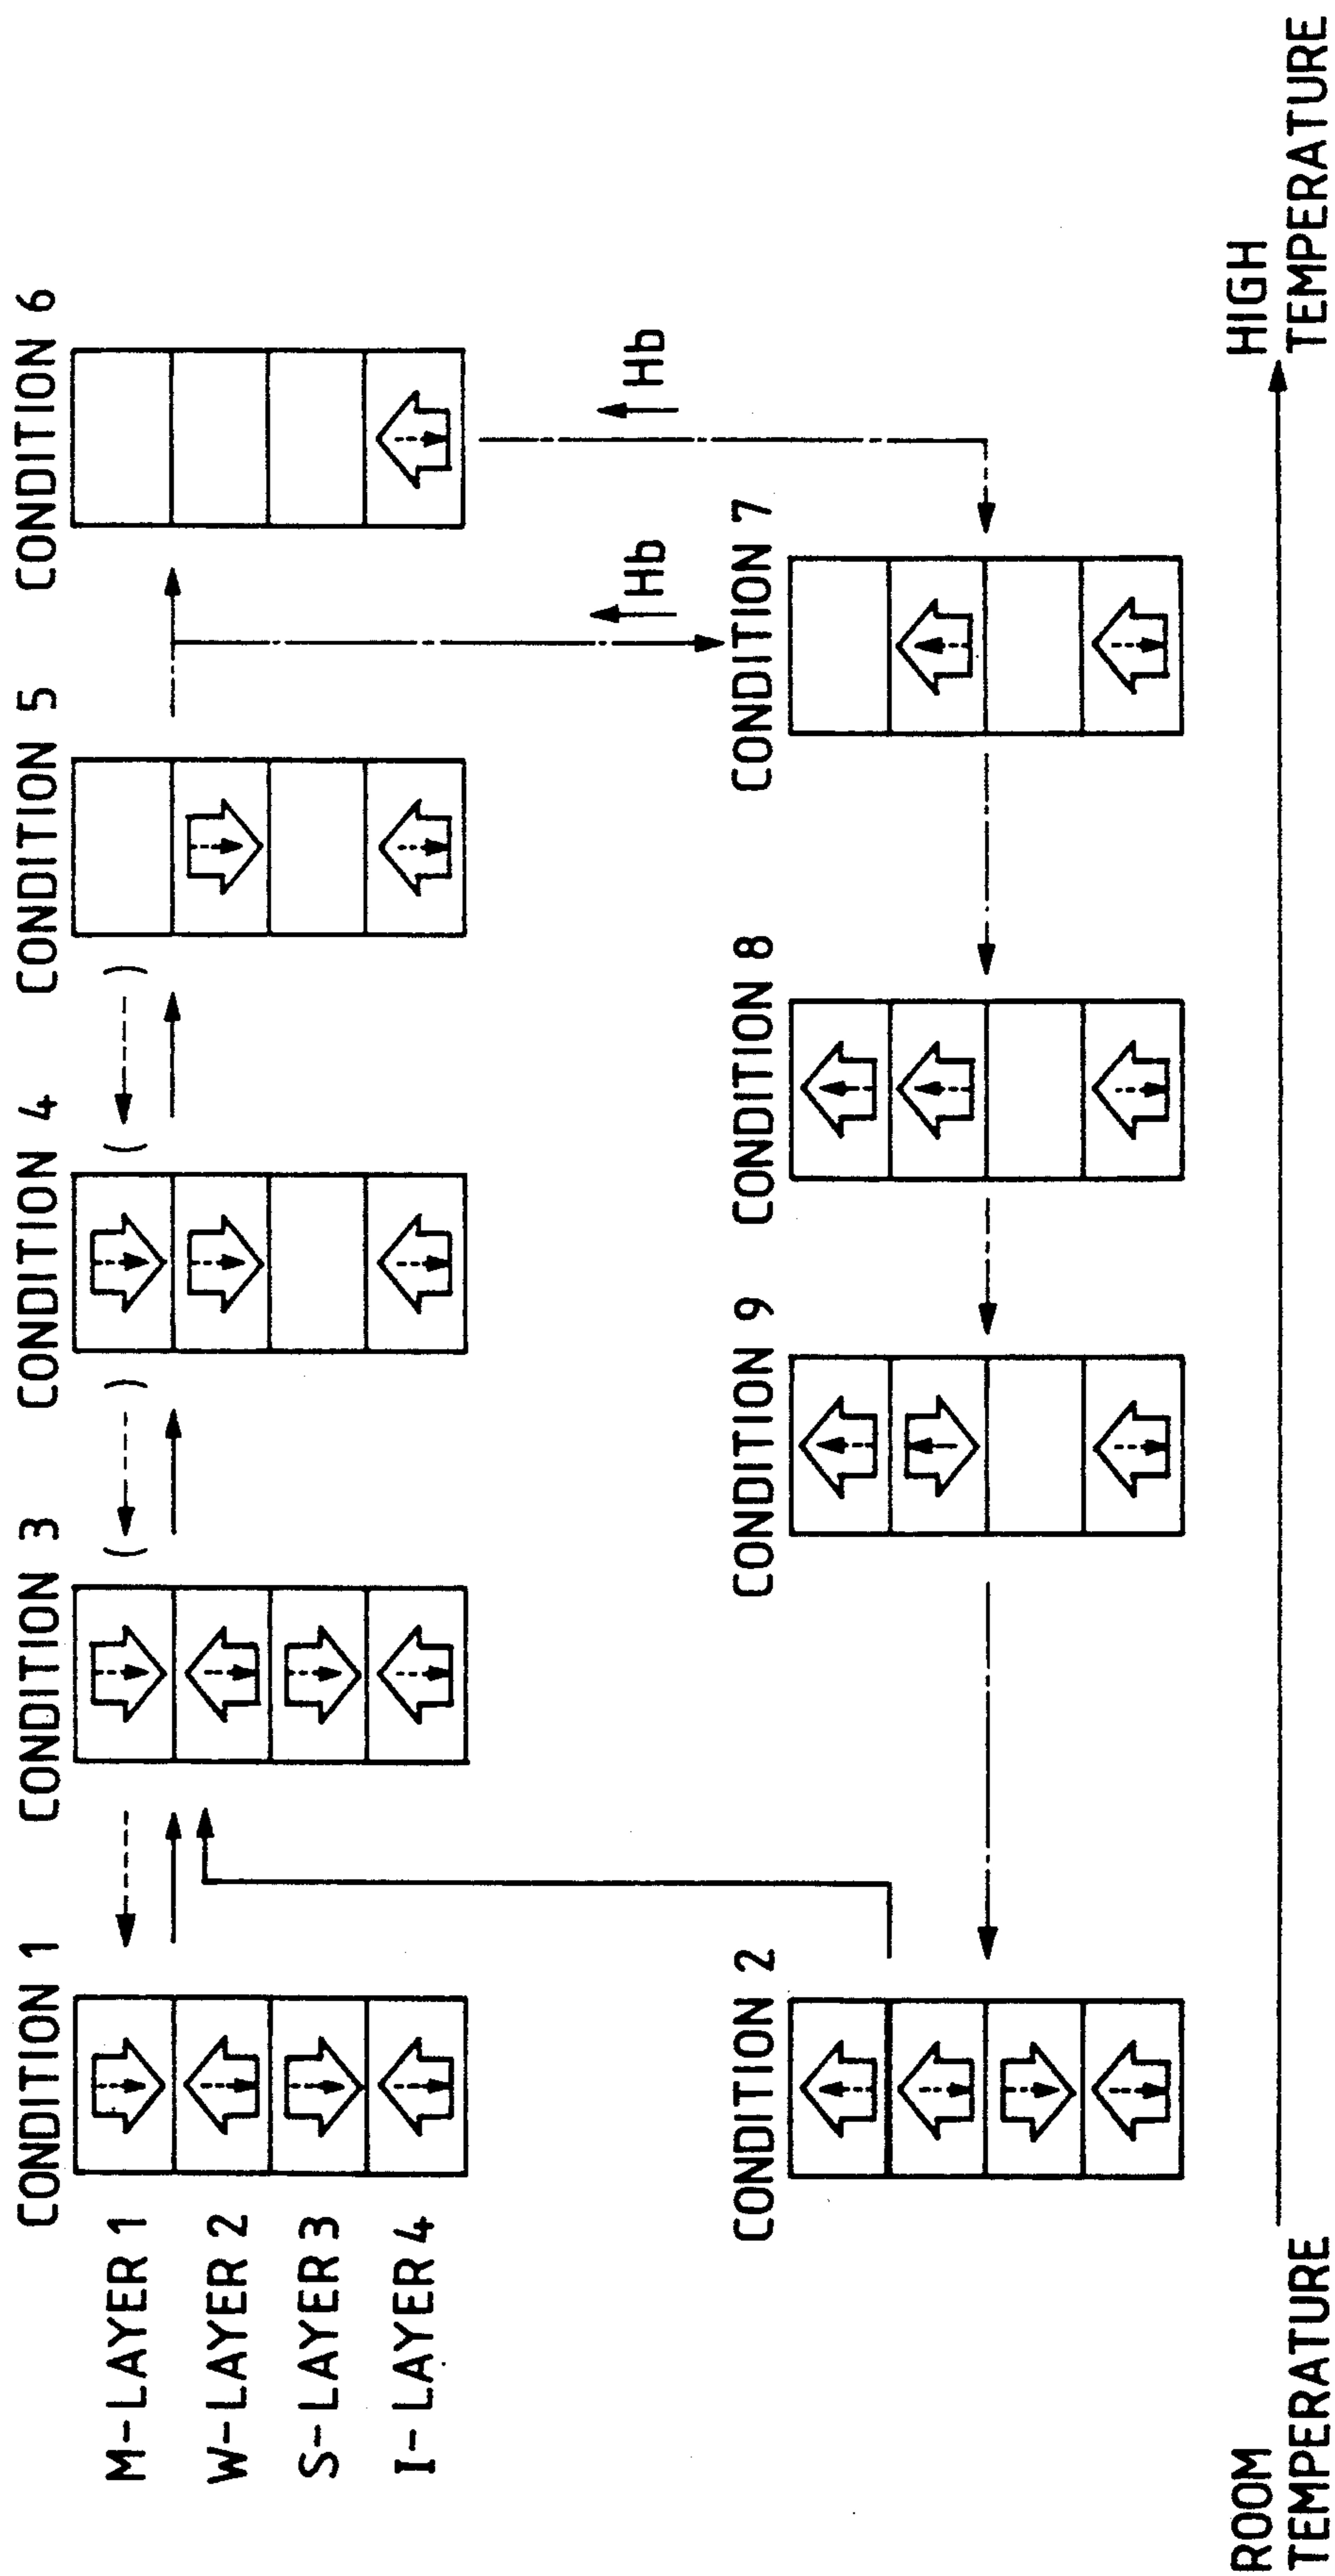 CONDITION 1
CONDITION 3
CONDITION 4
CONDITION 5
CONDITION 6
M-LAYER 1
W-LAYER 2
S-LAYER 3
I-LAYER 4
( )
( )
Hb
Hb
CONDITION 2
CONDITION 9
CONDITION 8
CONDITION 7
ROOM
TEMPERATURE
HIGH
TEMPERATURE